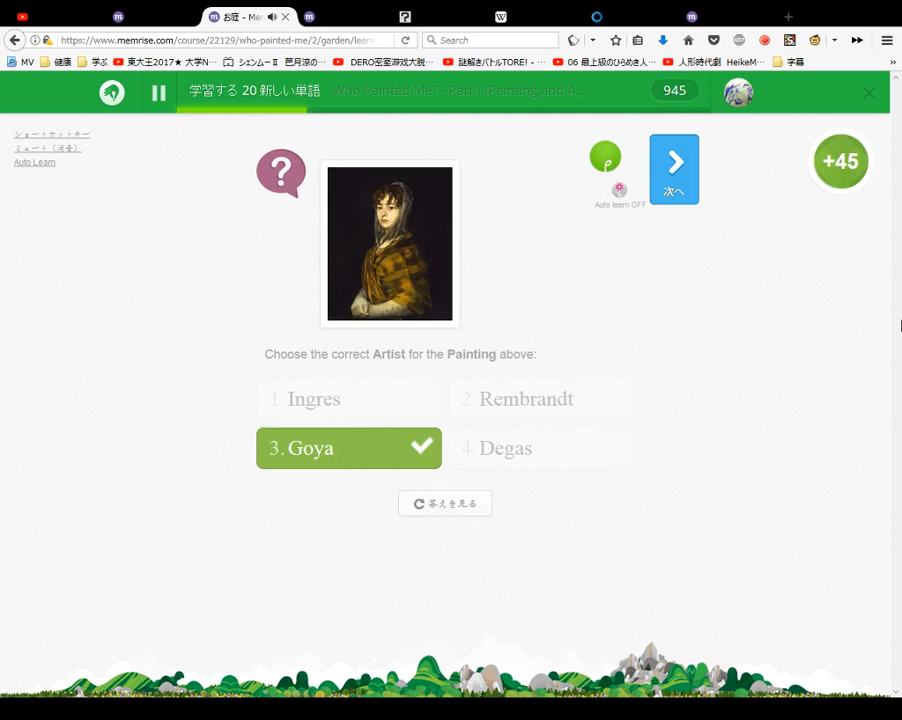 お庭 - Mer
https://www.memrise.com/course/22129/who-painted-me/2/garden/learn
Search
MV 健康 学ぶ 東大王2017★ 大学N… シェンムーⅡ 芭月涼の… DERO密室游戏大脱… 謎解きバトルTORE! - … 06 最上級のひらめき人… 人形時代劇 HeikeM… 字幕
学習する 20 新しい単語 Who Painted Me? - Part I (Painting and A... 945
ショートカットキー
ミュート（消音）
Auto Learn
+45
次へ
Auto learn OFF
Choose the correct Artist for the Painting above:
1. Ingres 2. Rembrandt
3. Goya 4. Degas
答えを見る